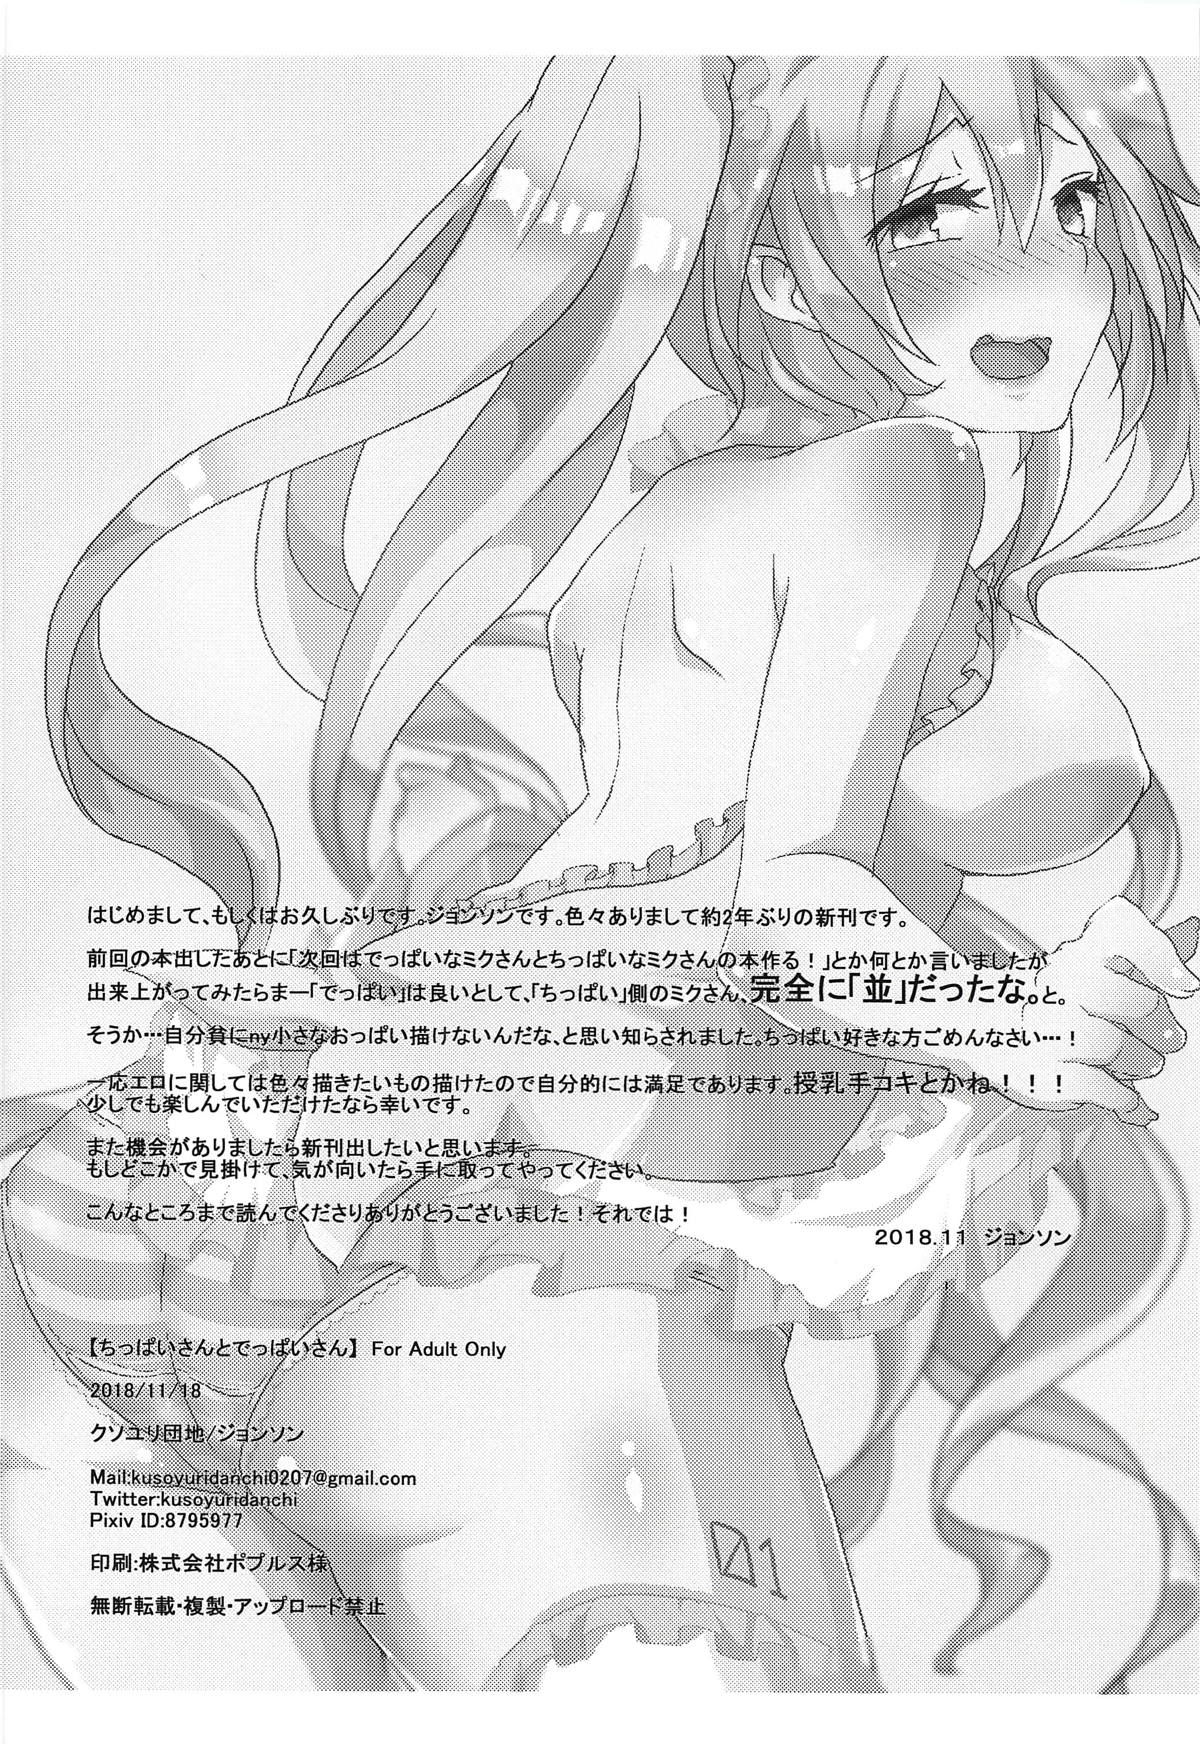 はじめまして、もしくはお久しぶりです。ジョンソンです。色々ありまして約2年ぶりの新刊です。
前回の本出したあとに「次回はでっぱいなミクさんとちっぱいなミクさんの本作る!」とか何とか言いましたが
出来上がってみたらまー「でっぱい」は良いとして、「ちっぱい」側のミクさん、完全に「並」だったな。と。
そうか…自分貧にny小さなおっぱい描けないんだな、と思い知らされました。ちっぱい好きな方ごめんなさい…!
一応エロに関しては色々描きたいもの描けたので自分的には満足であります。授乳手コキとかね!!!
少しでも楽しんでいただけたなら幸いです。
また機会がありましたら新刊出したいと思います。
もしどこかで見掛けて、気が向いたら手に取ってやってください。
こんなところまで読んでくださりありがとうございました!それでは!
2018.11 ジョンソン
【ちっぱいさんとでっぱいさん】 For Adult Only
2018/11/18
クソユリ団地/ジョンソン
Mail:kusoyuridanchi0207@gmail.com
Twitter:kusoyuridanchi
Pixiv ID:8795977
印刷:株式会社ポプルス様
無断転載・複製・アップロード禁止
01